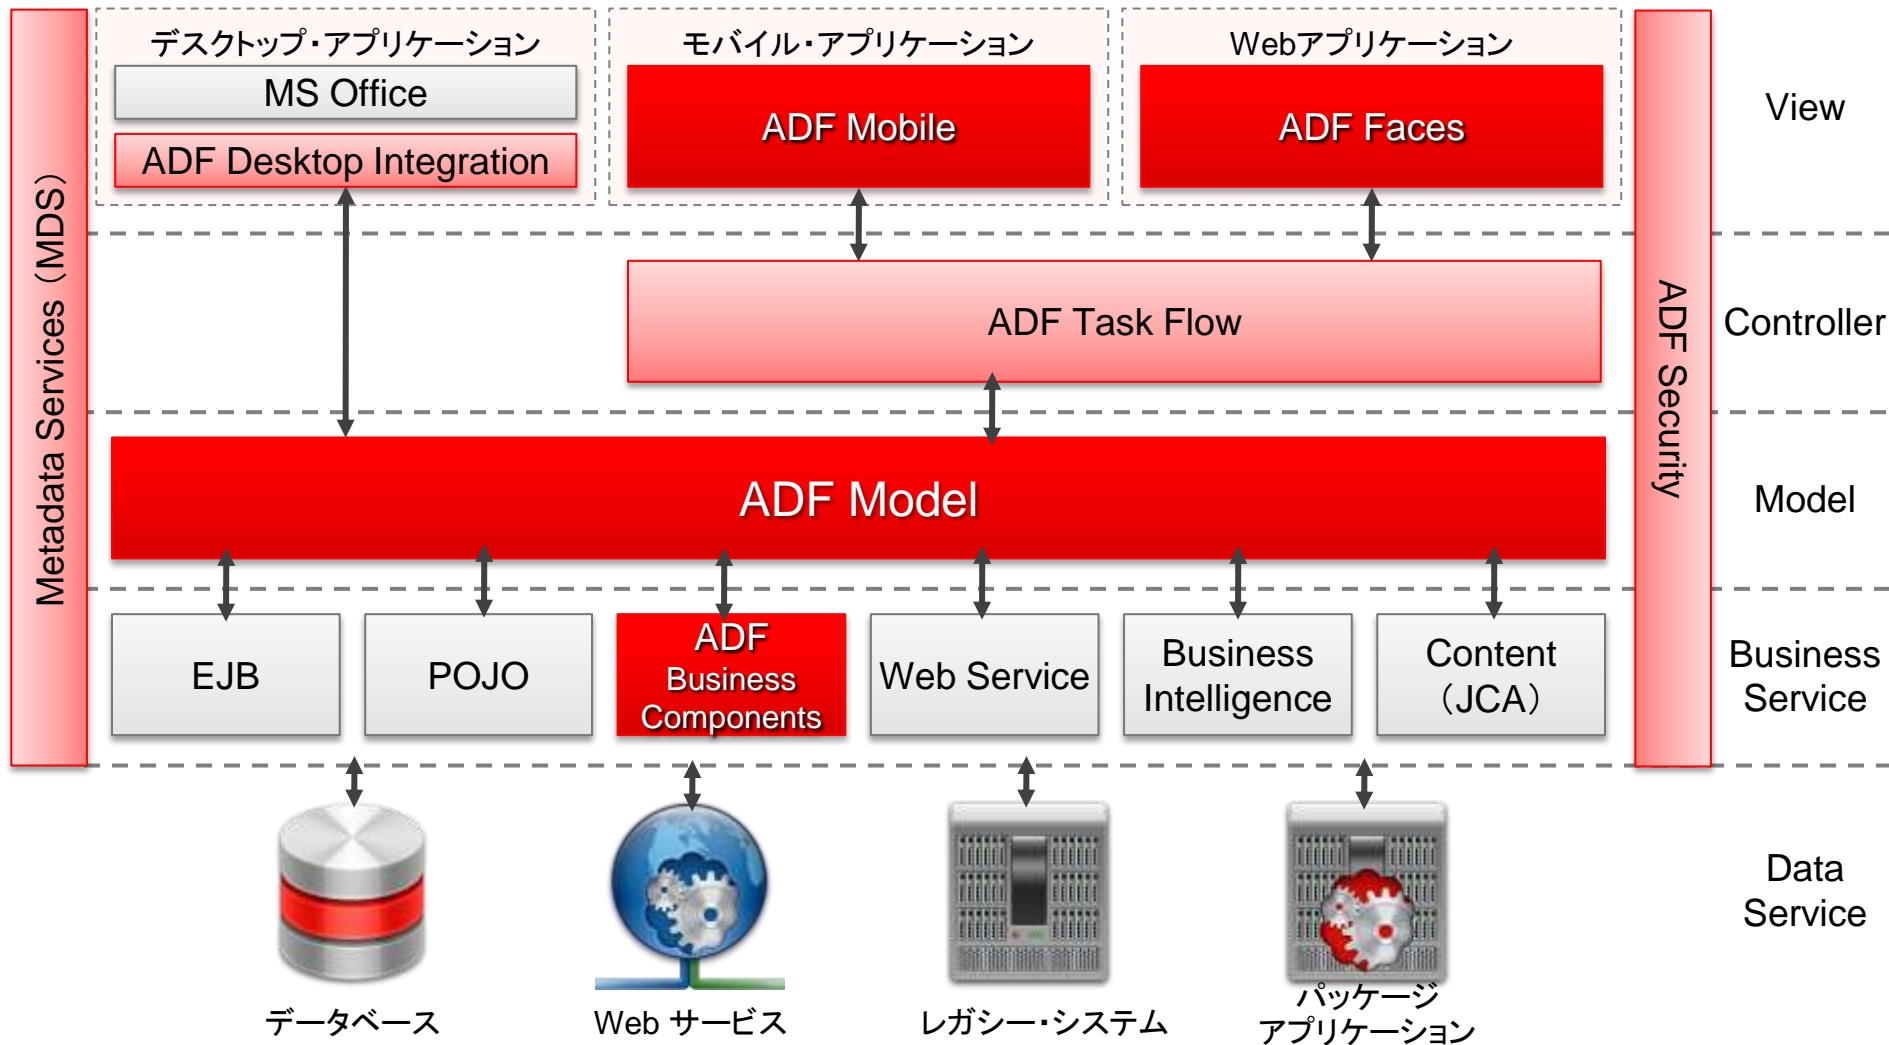 デスクトップ・アプリケーション
モバイル・アプリケーション
Webアプリケーション
MS Office
ADF Desktop Integration
ADF Mobile
ADF Faces
View
Metadata Services (MDS)
ADF Task Flow
ADF Security
Controller
ADF Model
Model
EJB
POJO
ADF
Business
Components
Web Service
Business
Intelligence
Content
（JCA）
Business
Service
Data
Service
データベース
Web サービス
レガシー・システム
パッケージ
アプリケーション